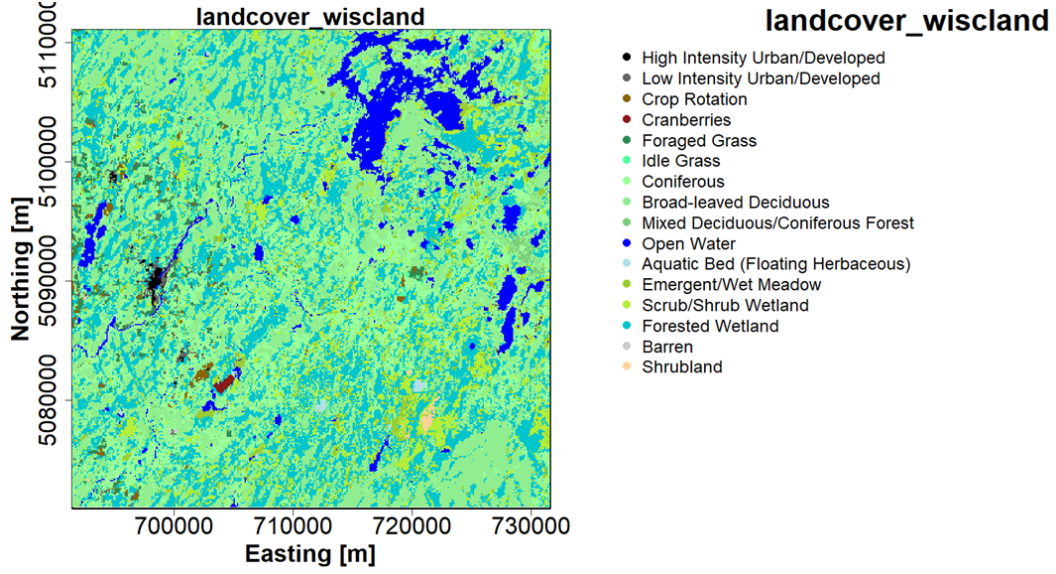 landcover_wiscland
landcover_wiscland
High Intensity Urban/Developed
Low Intensity Urban/Developed
Crop Rotation
Cranberries
Foraged Grass
Idle Grass
Coniferous
Broad-leaved Deciduous
Mixed Deciduous/Coniferous Forest
Open Water
Aquatic Bed (Floating Herbaceous)
Emergent/Wet Meadow
Scrub/Shrub Wetland
Forested Wetland
Barren
Shrubland
Northing [m]
5110000
5100000
5090000
5080000
700000 710000 720000 730000
Easting [m]